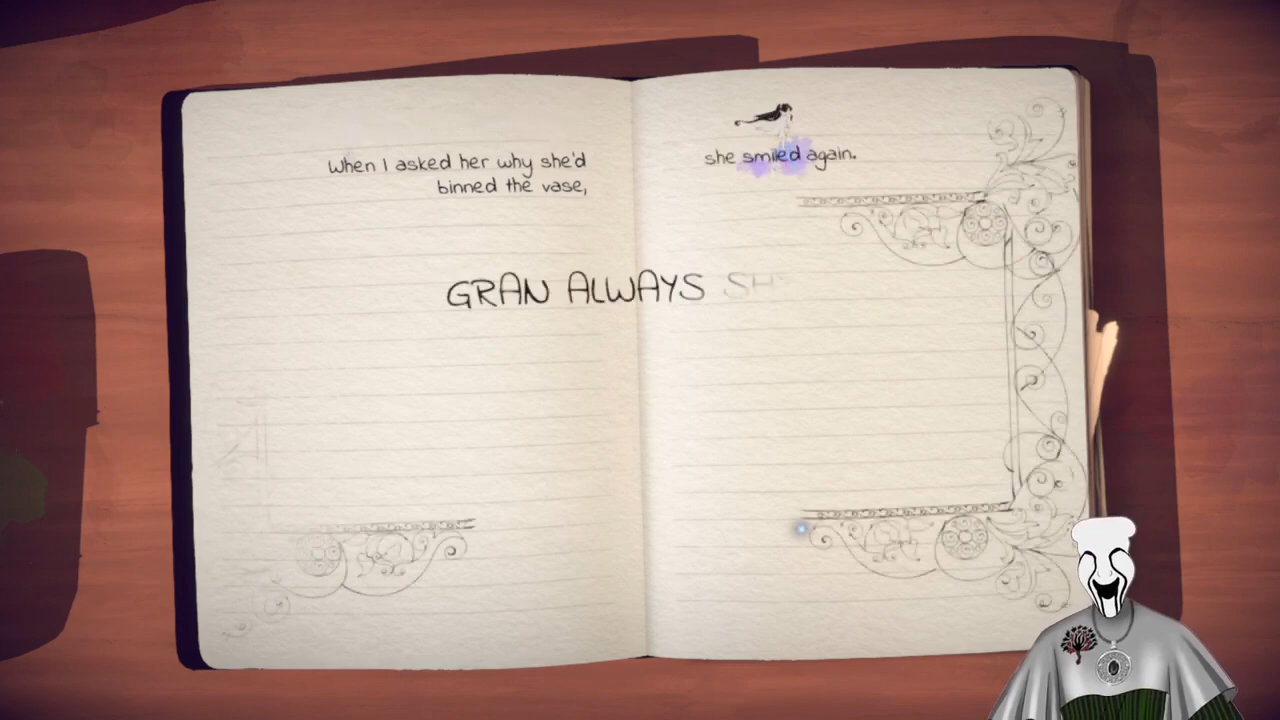 When I asked her why she'd
binned the vase,
she smiled again.
GRAN ALWAYS